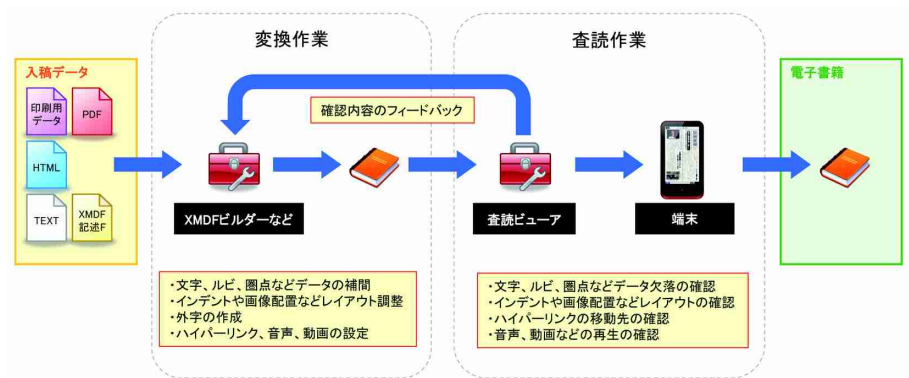 変換作業
査読作業
入稿データ
電子書籍
印刷用
データ
PDF
HTML
TEXT
XMDF
記述F
確認内容のフィードバック
XMDFビルダーなど
査読ビューア
端末
・文字、ルビ、圏点などデータの補間
・インデントや画像配置などレイアウト調整
・外字の作成
・ハイパーリンク、音声、動画の設定
・文字、ルビ、圏点などデータ欠落の確認
・インデントや画像配置などレイアウトの確認
・ハイパーリンクの移動先の確認
・音声、動画などの再生の確認